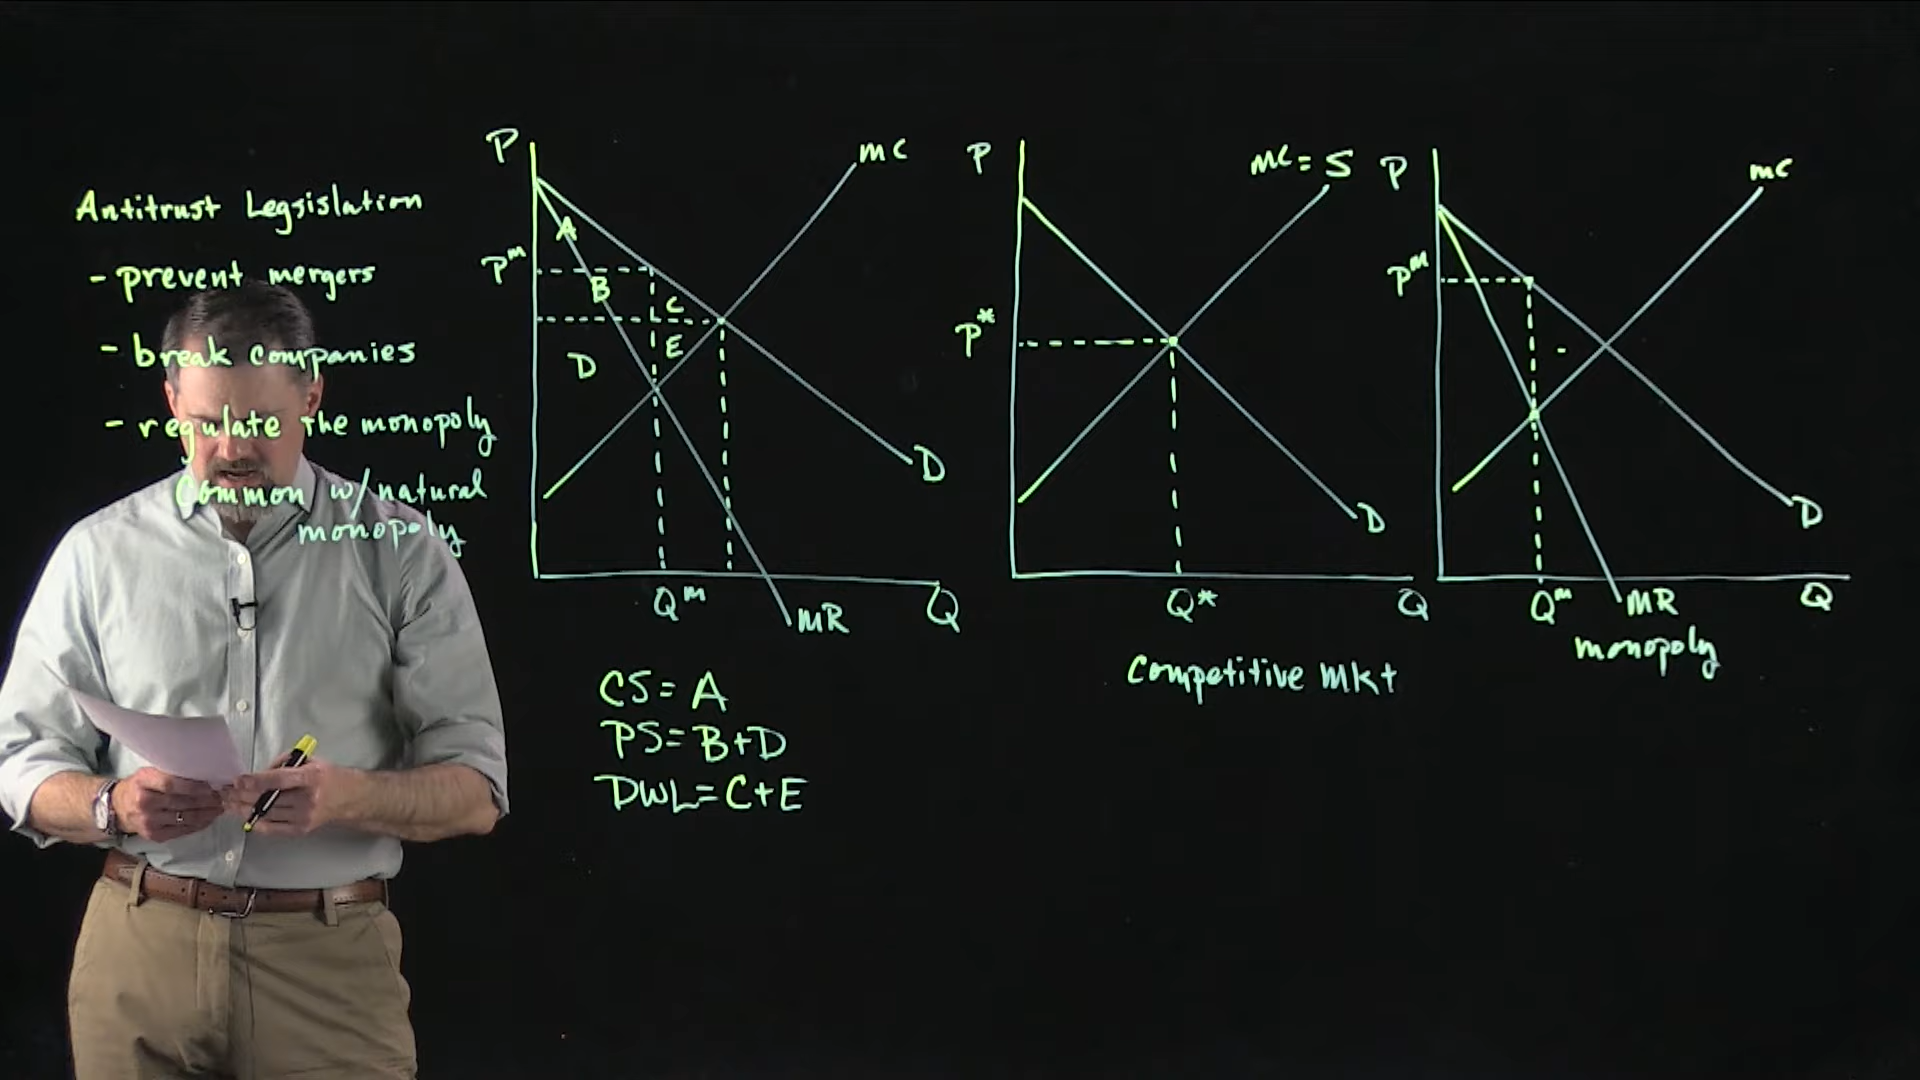 Antitrust Legsislation
- prevent mergers
- break companies
- regulate the monopoly
Common w/natural
monopoly
P
MC
A
P^M
B
C
E
D
D
Q^M
MR
Q
CS = A
PS = B+D
DWL = C+E
P
MC = S
P*
D
Q*
Q
Competitive Mkt
P
MC
P^M
D
Q^M
MR
Q
monopoly